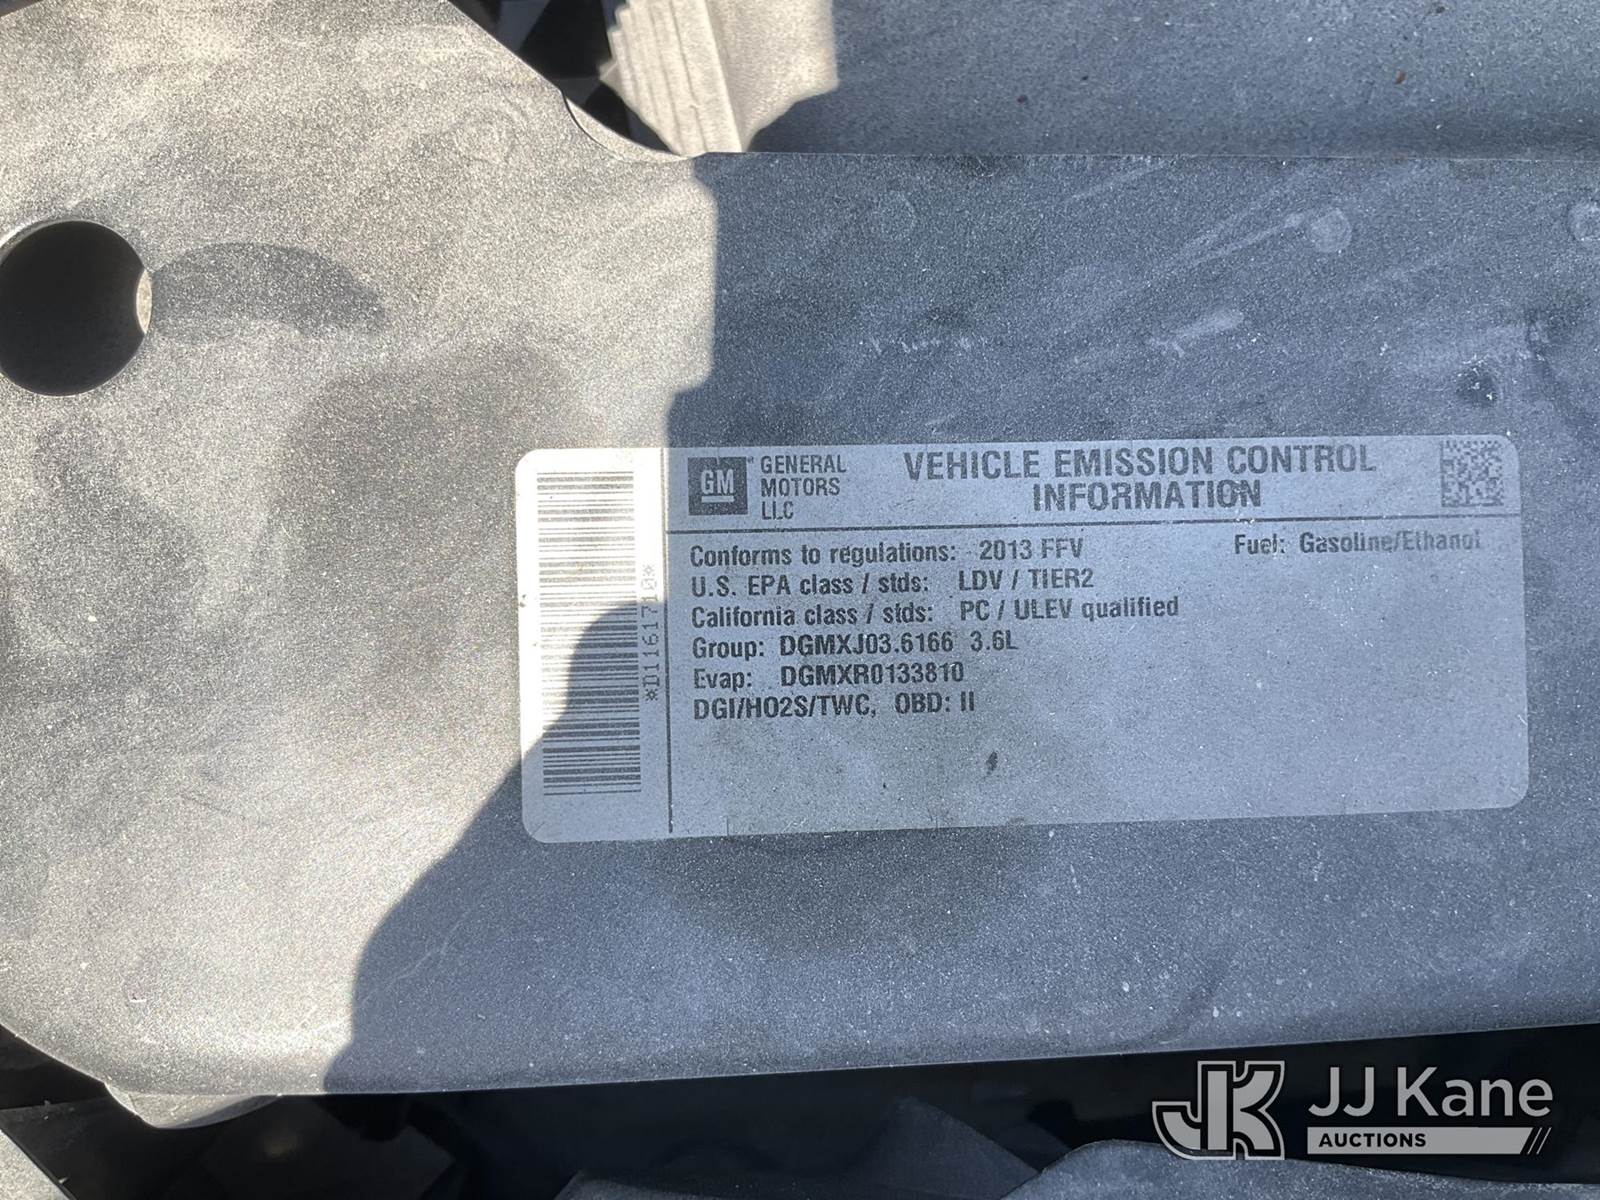 GM GENERAL MOTORS LLC
VEHICLE EMISSION CONTROL
INFORMATION
Conforms to regulations: 2013 FFV Fuel: Gasoline/Ethanol
U.S. EPA class / stds: LDV / TIER2
California class / stds: PC / ULEV qualified
Group: DGMXJ03.6166 3.6L
Evap: DGMXR0133810
DGI/HO2S/TWC, OBD: II
*D1161710*
JK JJ Kane
AUCTIONS